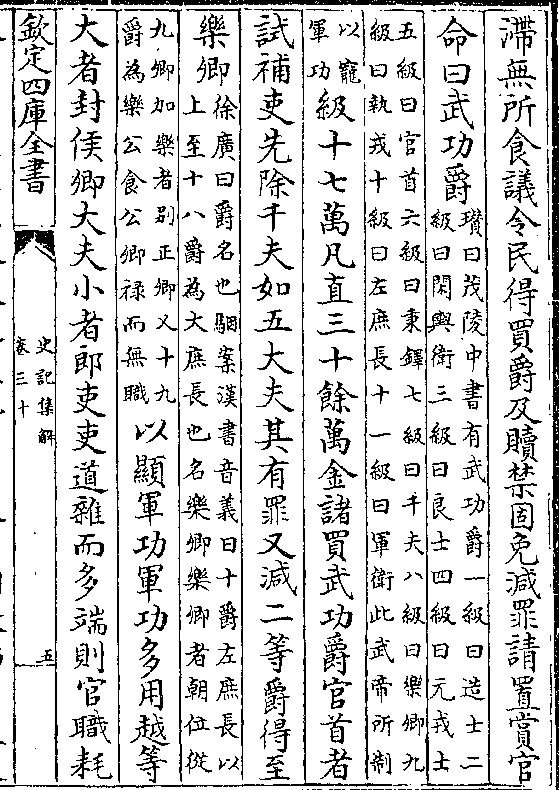 滯無所食議令民得買爵及贖禁固免減罪請置賞官
命曰武功爵
瓚曰茂陵中書有武功爵一級曰造士二
級曰閑輿衛三級曰良士四級曰元戎士
五級曰官首六級曰秉鐸七級曰千夫八級曰樂卿九
級曰執戎十級曰左庶長十一級曰軍衛此武帝所制
以寵
軍功
級十七萬凡直三十餘萬金諸買武功爵官首者
試補吏先除千夫如五大夫其有罪又減二等爵得至
樂卿
徐廣曰爵名也駰案漢書音義曰十爵左庶長以
上至十八爵為大庶長也名樂卿樂卿者朝位從
九卿加樂者别正卿又十九
爵為樂公食公卿禄而無職
以顯軍功軍功多用越等
大者封侯卿大夫小者郎吏吏道雜而多端則官職耗
欽定四庫全書
史記集解
卷三十
五